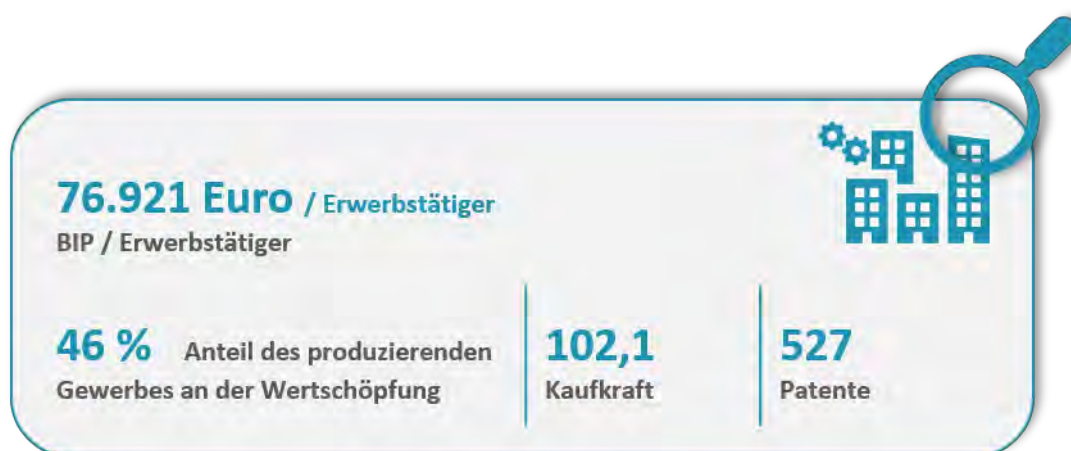 76.921 Euro / Erwerbstätiger
BIP / Erwerbstätiger
46 % Anteil des produzierenden
Gewerbes an der Wertschöpfung
102,1
Kaufkraft
527
Patente